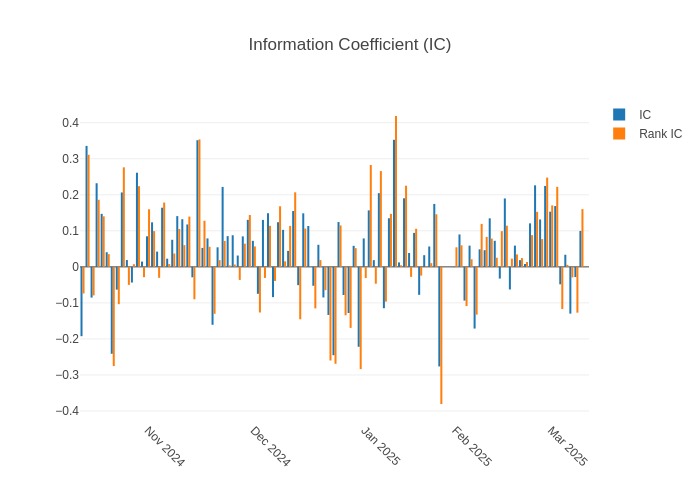 Information Coefficient (IC)
IC
Rank IC
0.4
0.3
0.2
0.1
0
−0.1
−0.2
−0.3
−0.4
Nov 2024
Dec 2024
Jan 2025
Feb 2025
Mar 2025